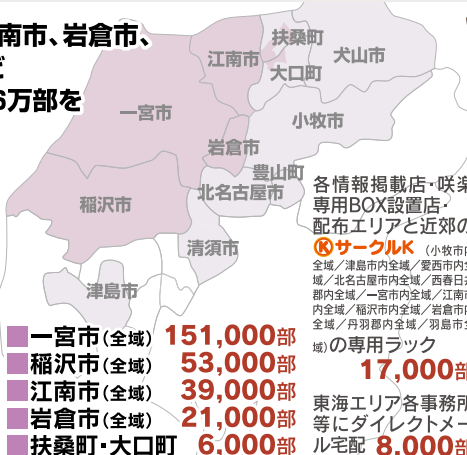 南市、岩倉市、
6万部を
扶桑町
江南市
犬山市
大口町
一宮市
小牧市
岩倉市
豊山町
北名古屋市
稲沢市
清須市
津島市
各情報掲載店・咲楽
専用BOX設置店・
配布エリアと近郊の
Ⓚサークルk（小牧市内
全域／津島市内全域／愛西市内全
域／北名古屋市内全域／西春日井
郡内全域／一宮市内全域／江南市
内全域／稲沢市内全域／岩倉市内
全域／丹羽郡内全域／羽島市全
域）の専用ラック
17,000部
東海エリア各事務所
等にダイレクトメー
ル宅配 8,000部
一宮市（全域） 151,000部
稲沢市（全域） 53,000部
江南市（全域） 39,000部
岩倉市（全域） 21,000部
扶桑町・大口町 6,000部